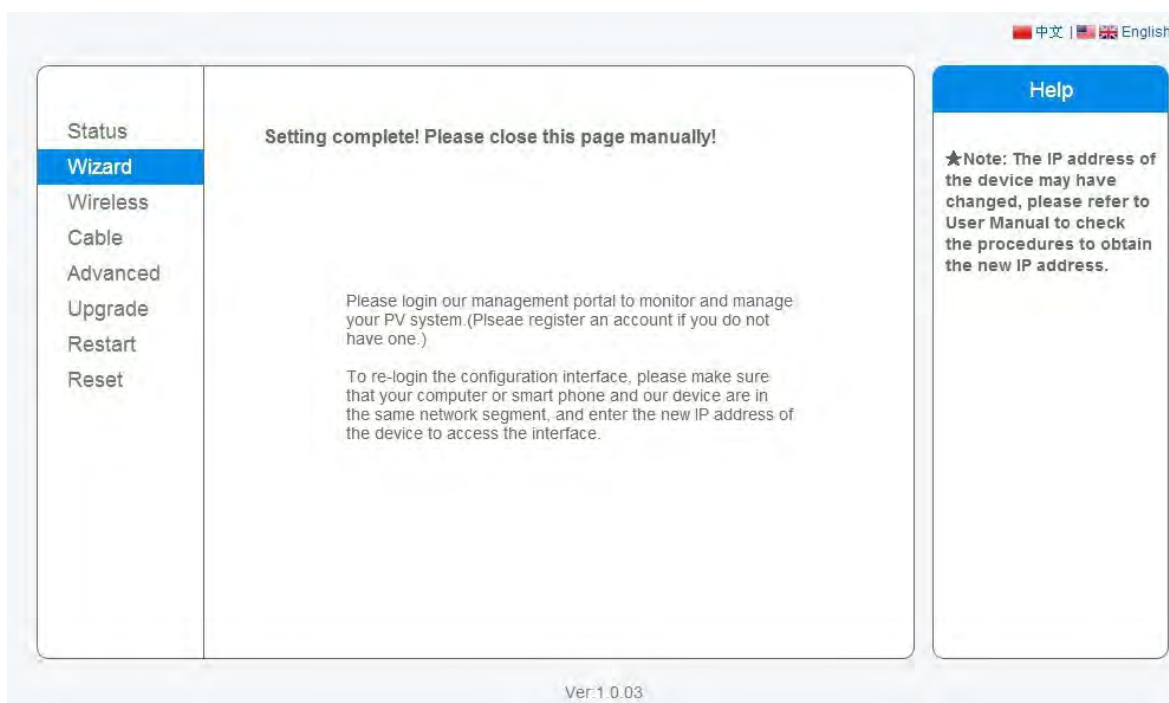 中文 | English
Status
Wizard
Wireless
Cable
Advanced
Upgrade
Restart
Reset
Setting complete! Please close this page manually!
Please login our management portal to monitor and manage
your PV system.(Plseae register an account if you do not
have one.)
To re-login the configuration interface, please make sure
that your computer or smart phone and our device are in
the same network segment, and enter the new IP address of
the device to access the interface.
Help
★Note: The IP address of
the device may have
changed, please refer to
User Manual to check
the procedures to obtain
the new IP address.
Ver:1.0.03